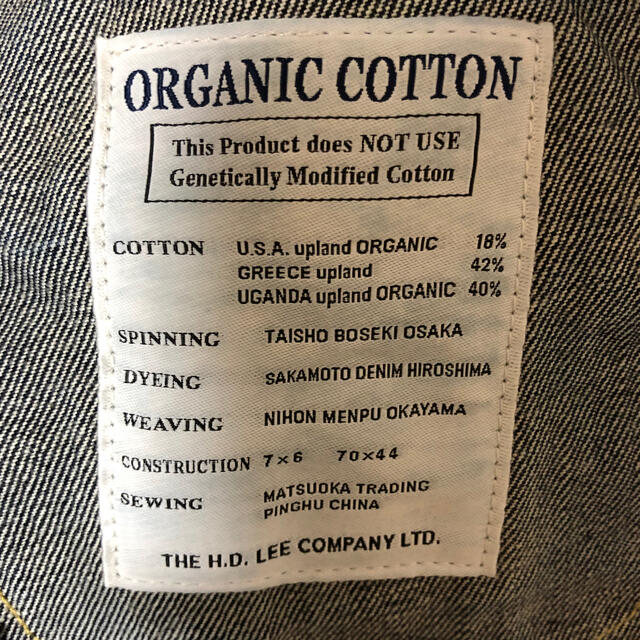 ORGANIC COTTON
This Product does NOT USE
Genetically Modified Cotton
COTTON U.S.A. upland ORGANIC 18%
GREECE upland 42%
UGANDA upland ORGANIC 40%
SPINNING TAISHO BOSEKI OSAKA
DYEING SAKAMOTO DENIM HIROSHIMA
WEAVING NIHON MENPU OKAYAMA
CONSTRUCTION 7×6 70×44
SEWING MATSUOKA TRADING
PINGHU CHINA
THE H.D. LEE COMPANY LTD.